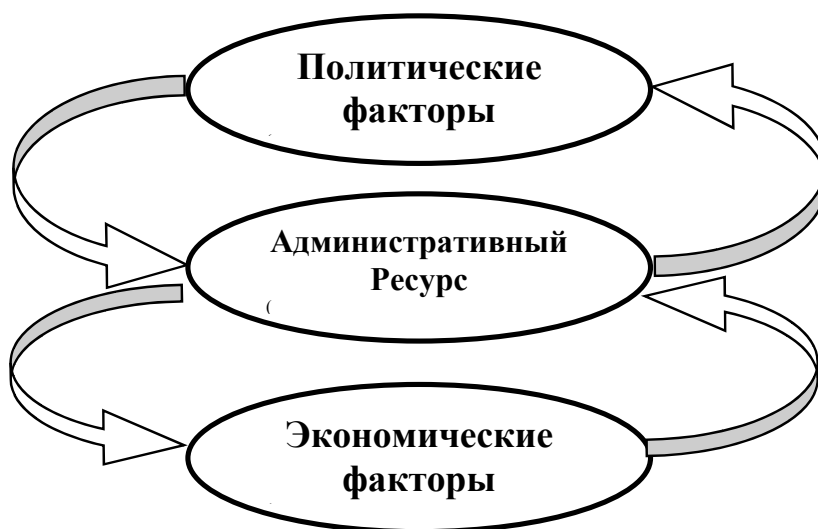 Политические
факторы
Административный
Ресурс
(
Экономические
факторы